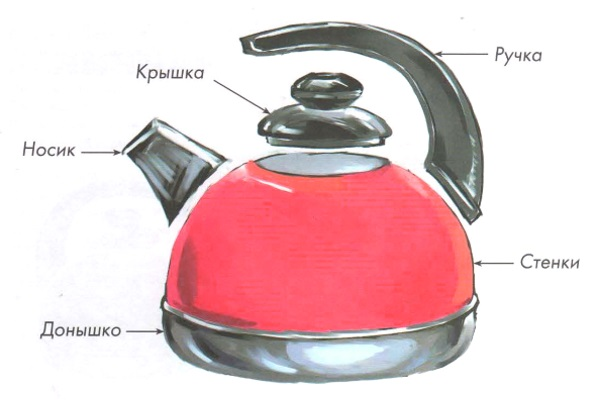 Ручка
Крышка
Носик
Стенки
Донышко